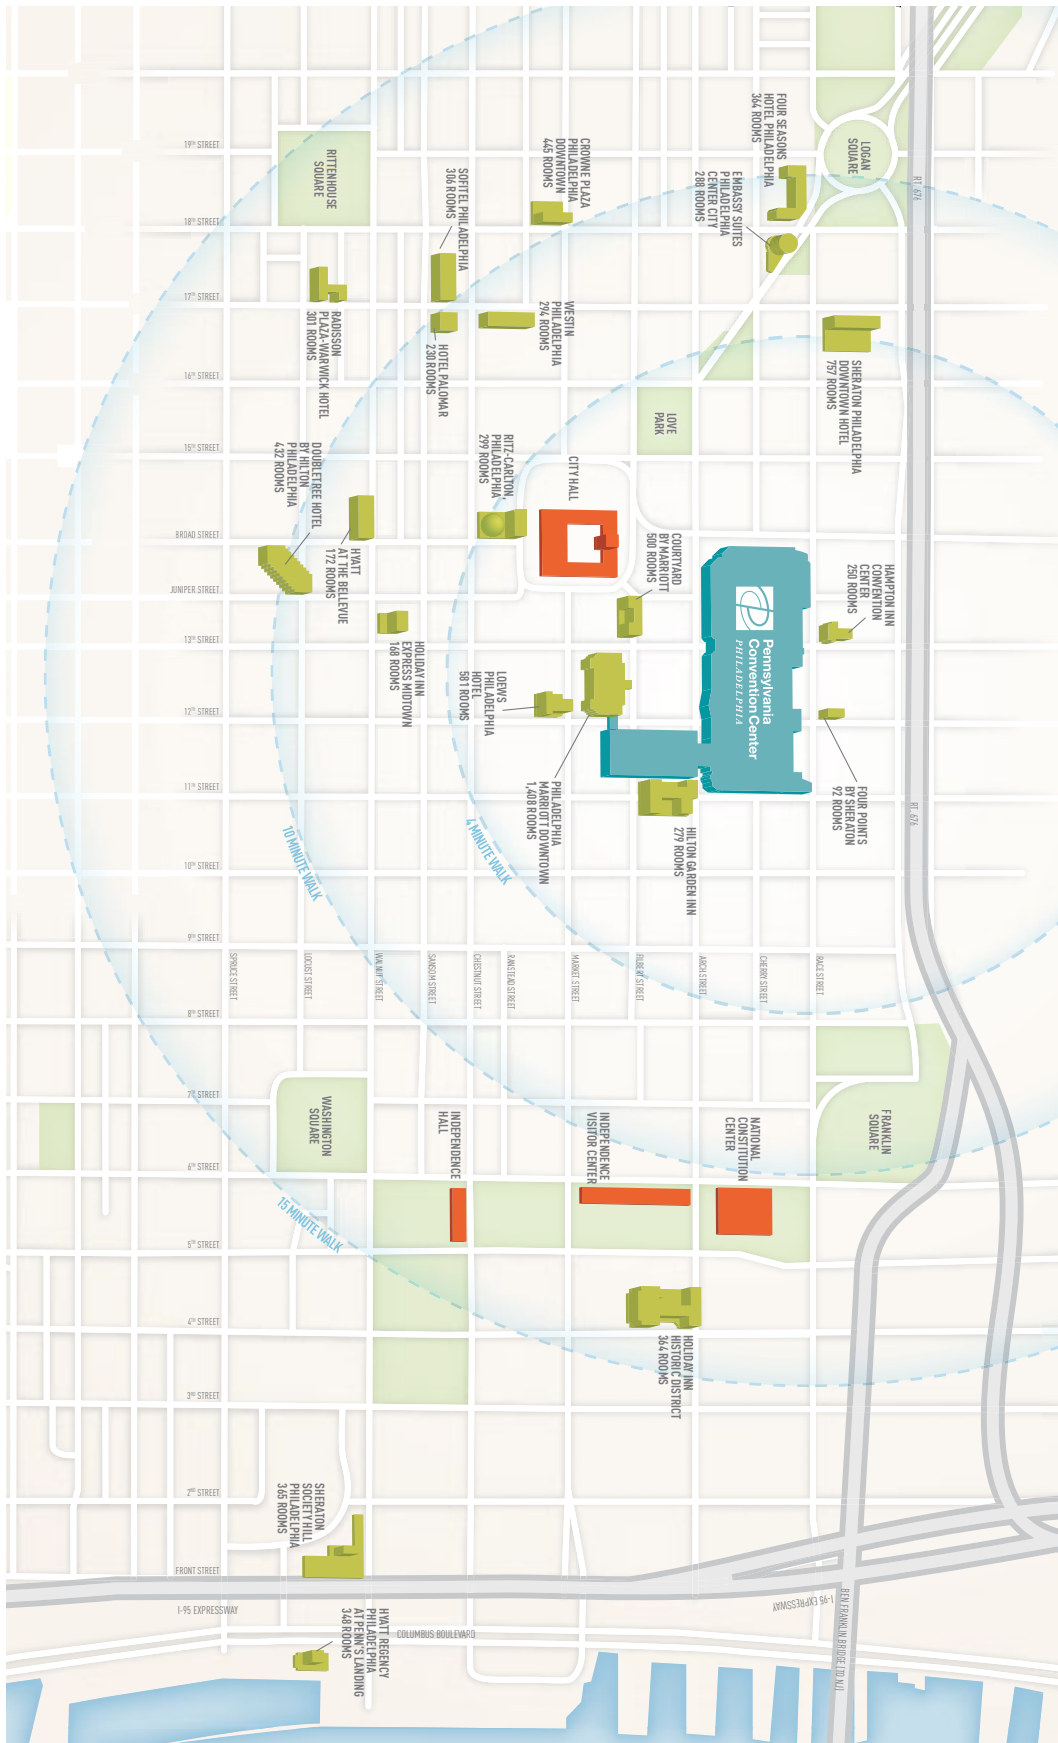 19TH STREET
18TH STREET
17TH STREET
16TH STREET
15TH STREET
BROAD STREET
JUNIPER STREET
13TH STREET
12TH STREET
11TH STREET
10TH STREET
9TH STREET
8TH STREET
7TH STREET
6TH STREET
5TH STREET
4TH STREET
3RD STREET
2ND STREET
FRONT STREET
I-95 EXPRESSWAY
COLUMBUS BOULEVARD
FOUR SEASONS
HOTEL PHILADELPHIA
364 ROOMS
LOGAN
SQUARE
RT. 676
CROWNE PLAZA
PHILADELPHIA
DOWNTOWN
445 ROOMS
EMBASSY SUITES
PHILADELPHIA
CENTER CITY
288 ROOMS
RITTENHOUSE
SQUARE
SOFITEL PHILADELPHIA
306 ROOMS
WESTIN
PHILADELPHIA
294 ROOMS
RADISSON
PLAZA-WARWICK HOTEL
301 ROOMS
HOTEL PALOMAR
230 ROOMS
SHERATON PHILADELPHIA
DOWNTOWN HOTEL
757 ROOMS
LOVE
PARK
DOUBLETREE HOTEL
BY HILTON
PHILADELPHIA
432 ROOMS
RITZ-CARLTON,
PHILADELPHIA
299 ROOMS
CITY HALL
HYATT
AT THE BELLEVUE
172 ROOMS
COURTYARD
BY MARRIOTT
500 ROOMS
HAMPTON INN
CONVENTION
CENTER
250 ROOMS
Pennsylvania
Convention Center
PHILADELPHIA
HOLIDAY INN
EXPRESS MIDTOWN
168 ROOMS
LOEWS
PHILADELPHIA
HOTEL
581 ROOMS
PHILADELPHIA
MARRIOTT DOWNTOWN
1,408 ROOMS
FOUR POINTS
BY SHERATON
92 ROOMS
HILTON GARDEN INN
279 ROOMS
RT. 676
4 MINUTE WALK
10 MINUTE WALK
15 MINUTE WALK
SPRUCE STREET
LOCUST STREET
WALNUT STREET
SANSOM STREET
CHESTNUT STREET
RANSTEAD STREET
MARKET STREET
FILBERT STREET
ARCH STREET
CHERRY STREET
RACE STREET
WASHINGTON
SQUARE
INDEPENDENCE
HALL
INDEPENDENCE
VISITOR CENTER
NATIONAL
CONSTITUTION
CENTER
FRANKLIN
SQUARE
HOLIDAY INN
HISTORIC DISTRICT
364 ROOMS
SHERATON
SOCIETY HILL
PHILADELPHIA
365 ROOMS
HYATT REGENCY
PHILADELPHIA
AT PENN'S LANDING
348 ROOMS
I-95 EXPRESSWAY
BEN FRANKLIN BRIDGE (TO NJ)